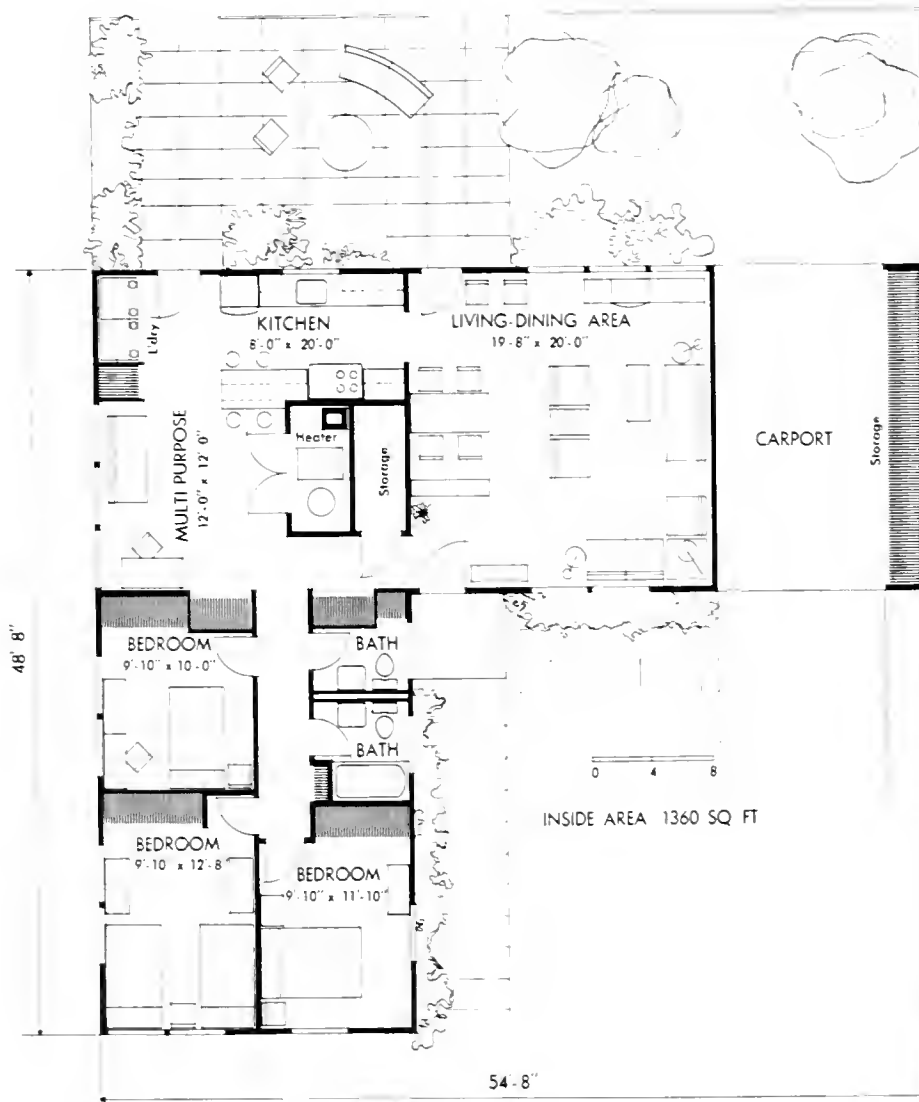 KITCHEN
8'-0" x 20'-0"
LIVING-DINING AREA
19'-8" x 20'-0"
L'dry
MULTI PURPOSE
12'-0" x 12'0"
Heater
Storage
CARPORT
Storage
48' 8"
BEDROOM
9'-10" x 10'-0"
BATH
BATH
0 4 8
INSIDE AREA 1360 SQ FT
BEDROOM
9'-10 x 12'-8"
BEDROOM
9'-10" x 11'-10"
54'-8"